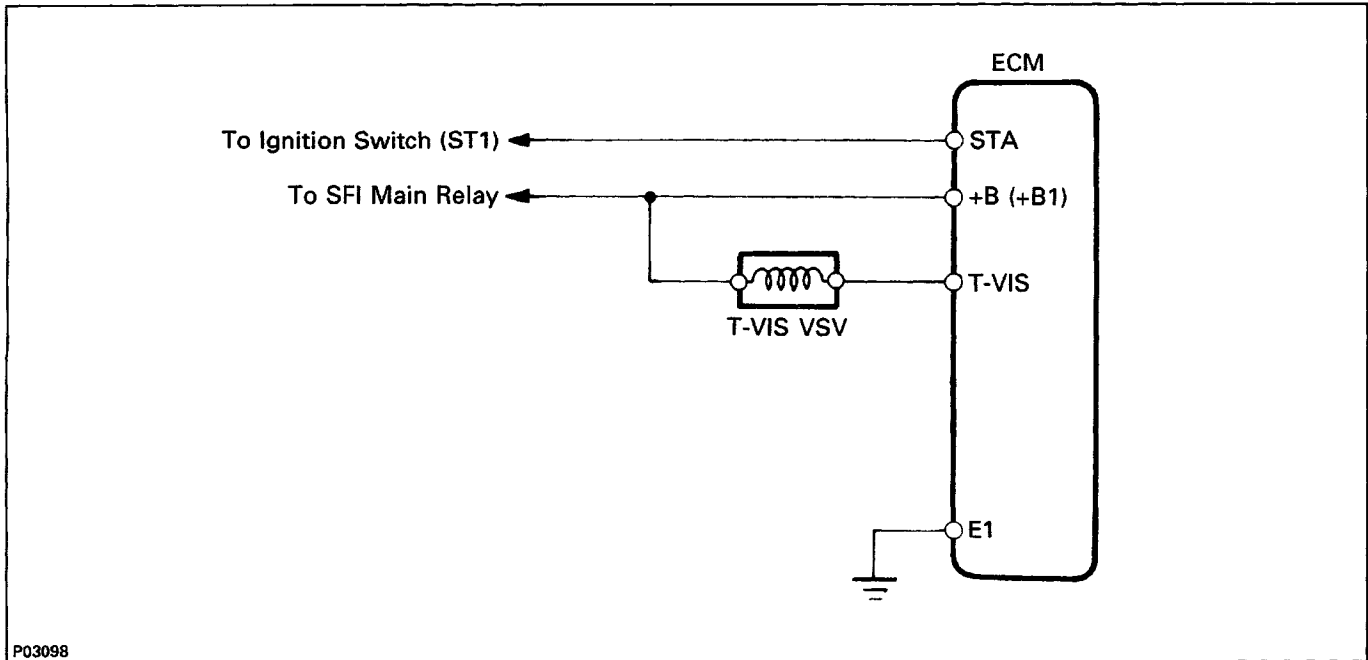 ECM
To Ignition Switch (ST1)
STA
To SFI Main Relay
+B (+B1)
T-VIS
T-VIS VSV
E1
P03098